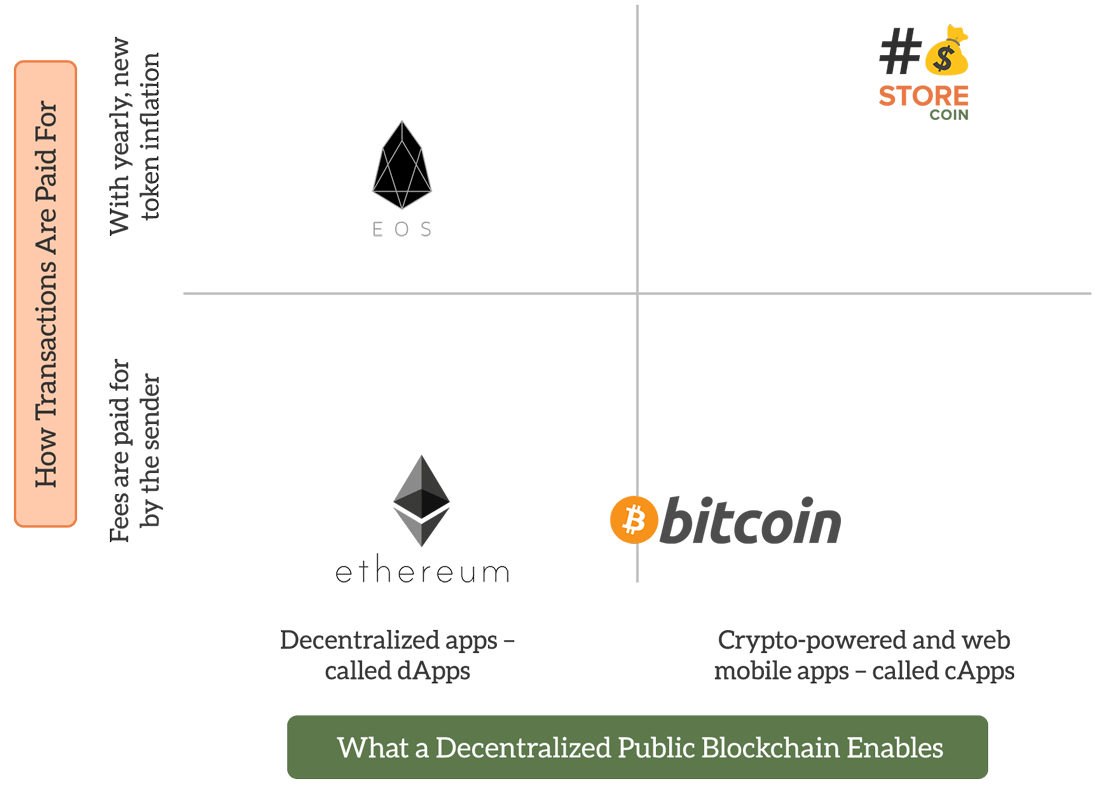 How Transactions Are Paid For
With yearly, new
token inflation
Fees are paid for
by the sender
EOS
#$
STORE
COIN
ethereum
bitcoin
Decentralized apps –
called dApps
Crypto-powered and web
mobile apps – called cApps
What a Decentralized Public Blockchain Enables